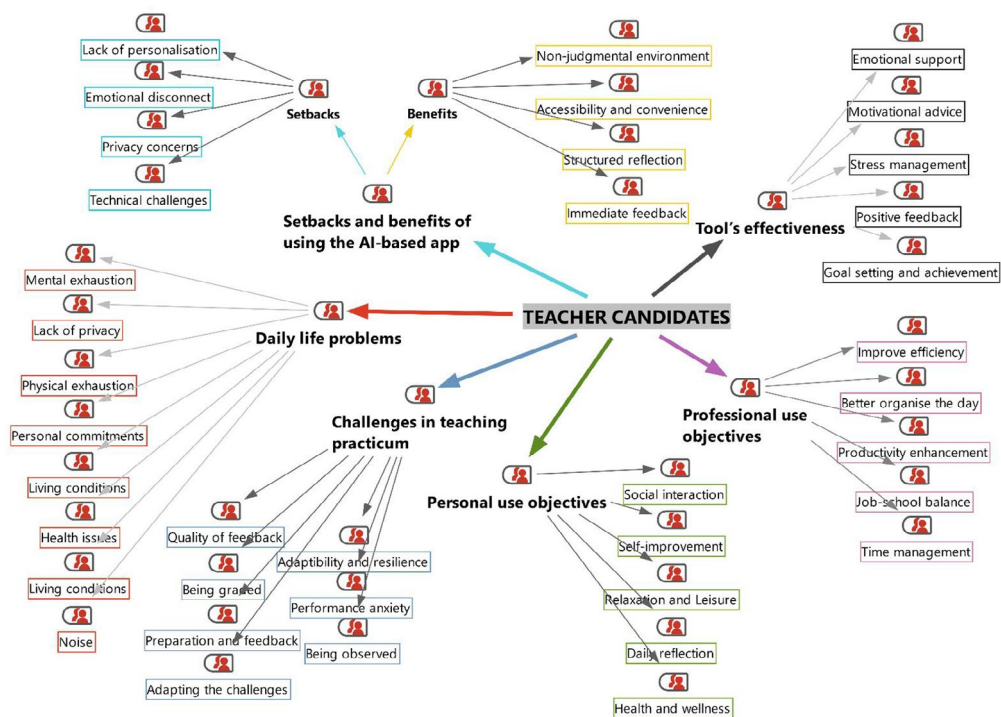 Lack of personalisation
Emotional disconnect
Privacy concerns
Technical challenges
Setbacks
Benefits
Non-judgmental environment
Accessibility and convenience
Structured reflection
Immediate feedback
Setbacks and benefits of
using the AI-based app
Emotional support
Motivational advice
Stress management
Positive feedback
Goal setting and achievement
Tool's effectiveness
TEACHER CANDIDATES
Mental exhaustion
Lack of privacy
Physical exhaustion
Personal commitments
Living conditions
Health issues
Living conditions
Noise
Daily life problems
Challenges in teaching
practicum
Quality of feedback
Being graded
Preparation and feedback
Adapting the challenges
Adaptibility and resilience
Performance anxiety
Being observed
Personal use objectives
Social interaction
Self-improvement
Relaxation and Leisure
Daily reflection
Health and wellness
Professional use
objectives
Improve efficiency
Better organise the day
Productivity enhancement
Job-school balance
Time management